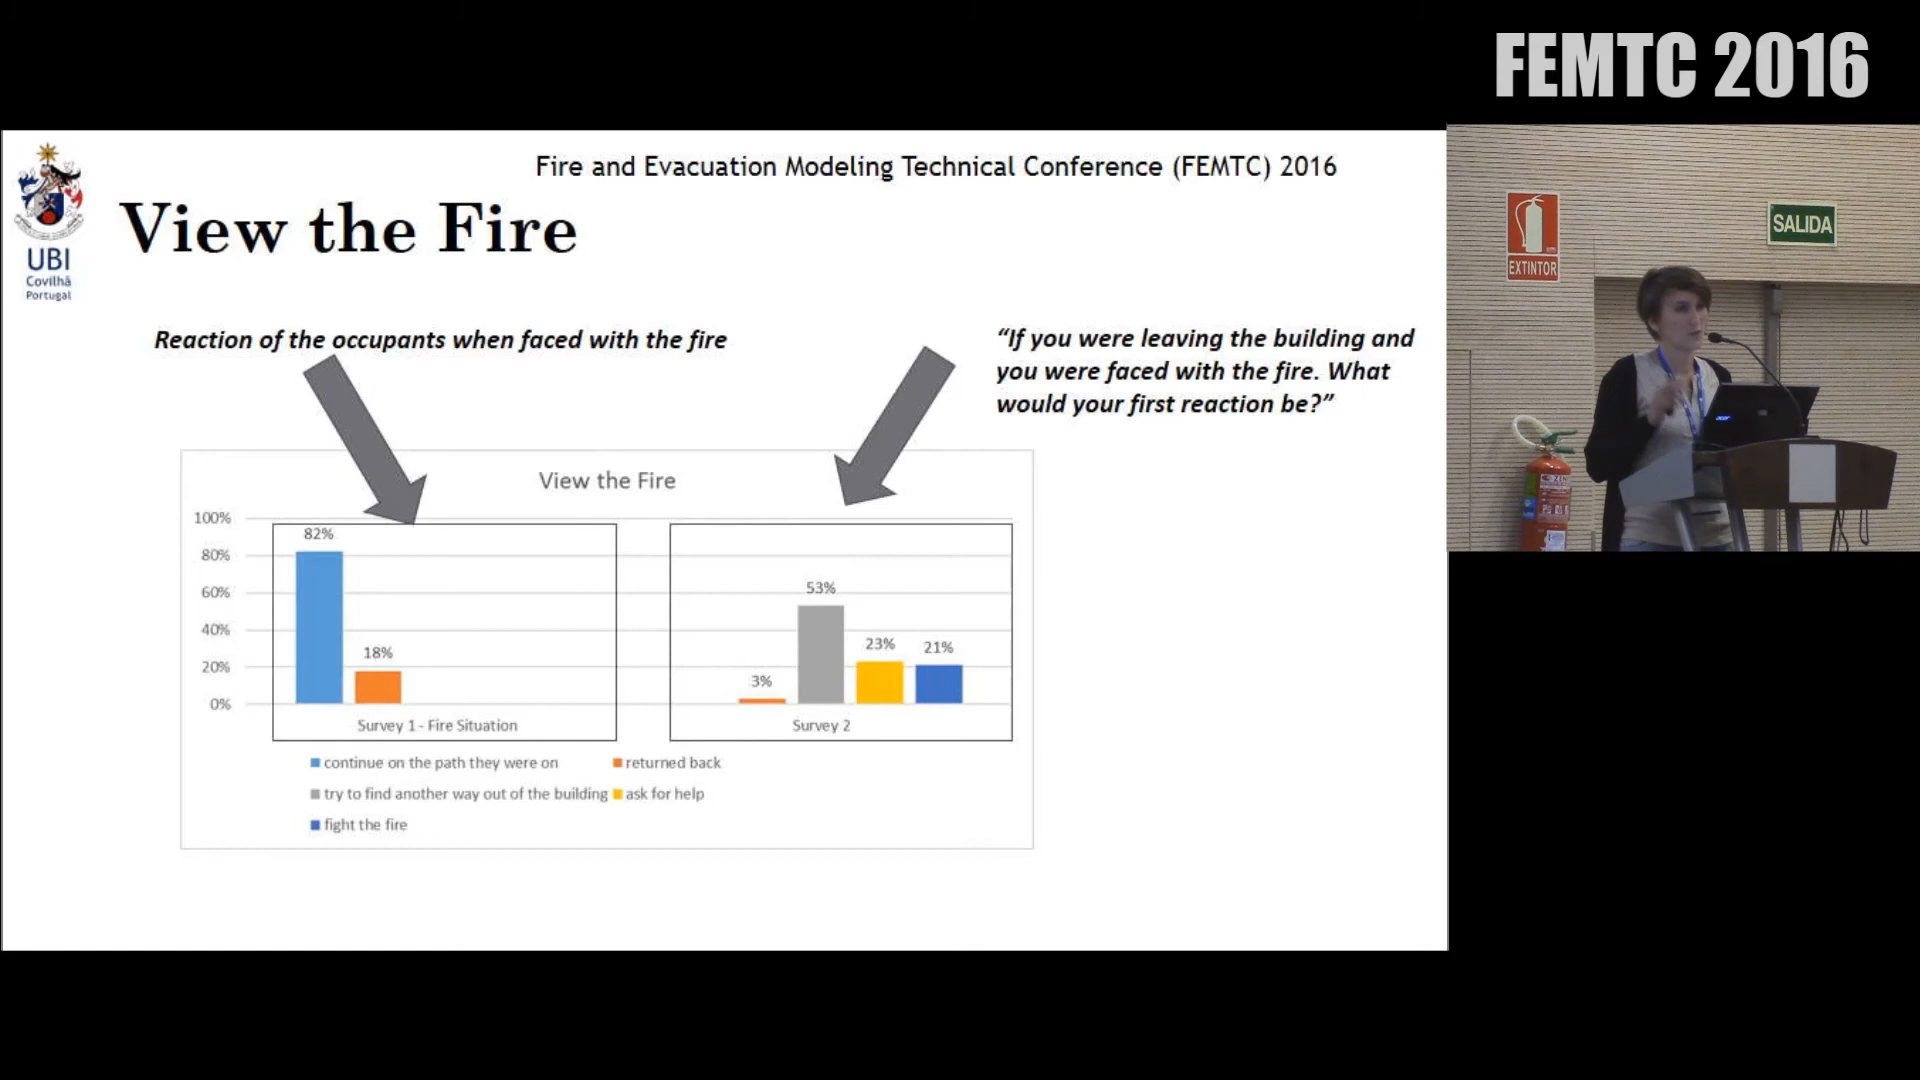 FEMTC 2016
Fire and Evacuation Modeling Technical Conference (FEMTC) 2016
View the Fire
UBI
Covilhã
Portugal
Reaction of the occupants when faced with the fire
“If you were leaving the building and
you were faced with the fire. What
would your first reaction be?”
View the Fire
100%
80%
60%
40%
20%
0%
82%
18%
3%
53%
23%
21%
Survey 1 - Fire Situation
Survey 2
continue on the path they were on
returned back
try to find another way out of the building
ask for help
fight the fire
EXTINTOR
SALIDA
acer